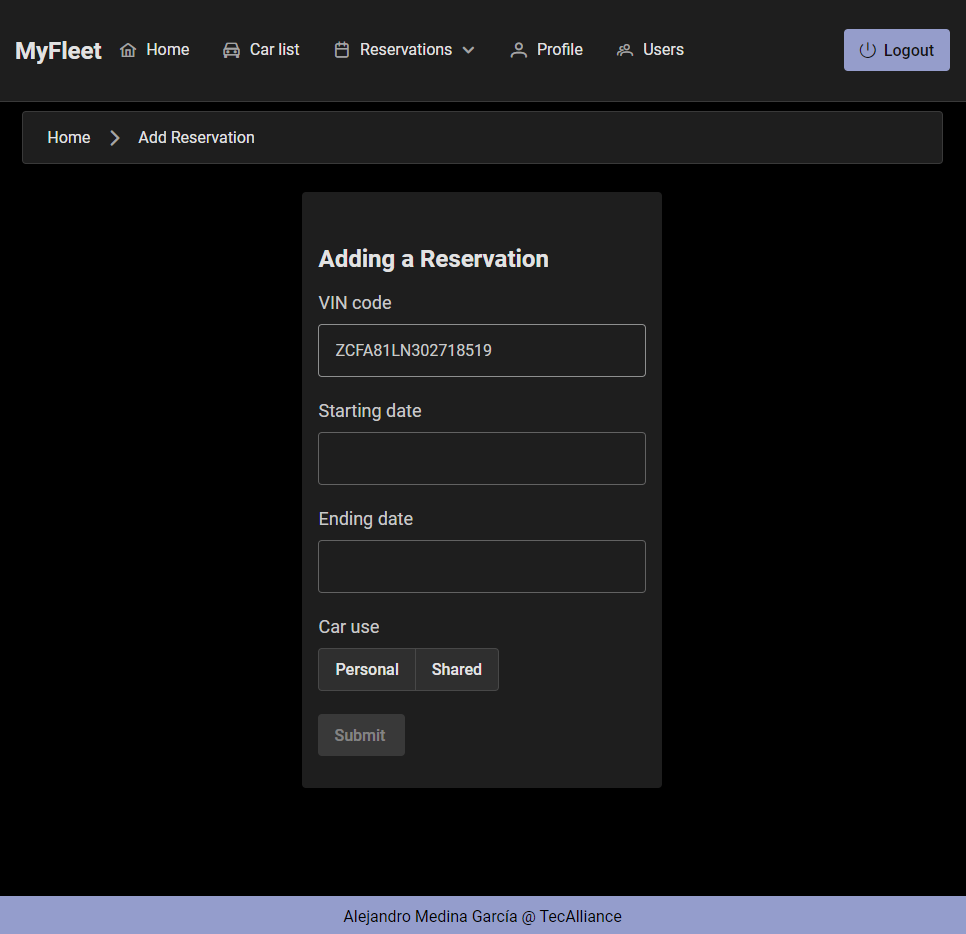 MyFleet Home Car list Reservations Profile Users Logout
Home Add Reservation
Adding a Reservation
VIN code
ZCFA81LN302718519
Starting date
Ending date
Car use
Personal Shared
Submit
Alejandro Medina García @ TecAlliance